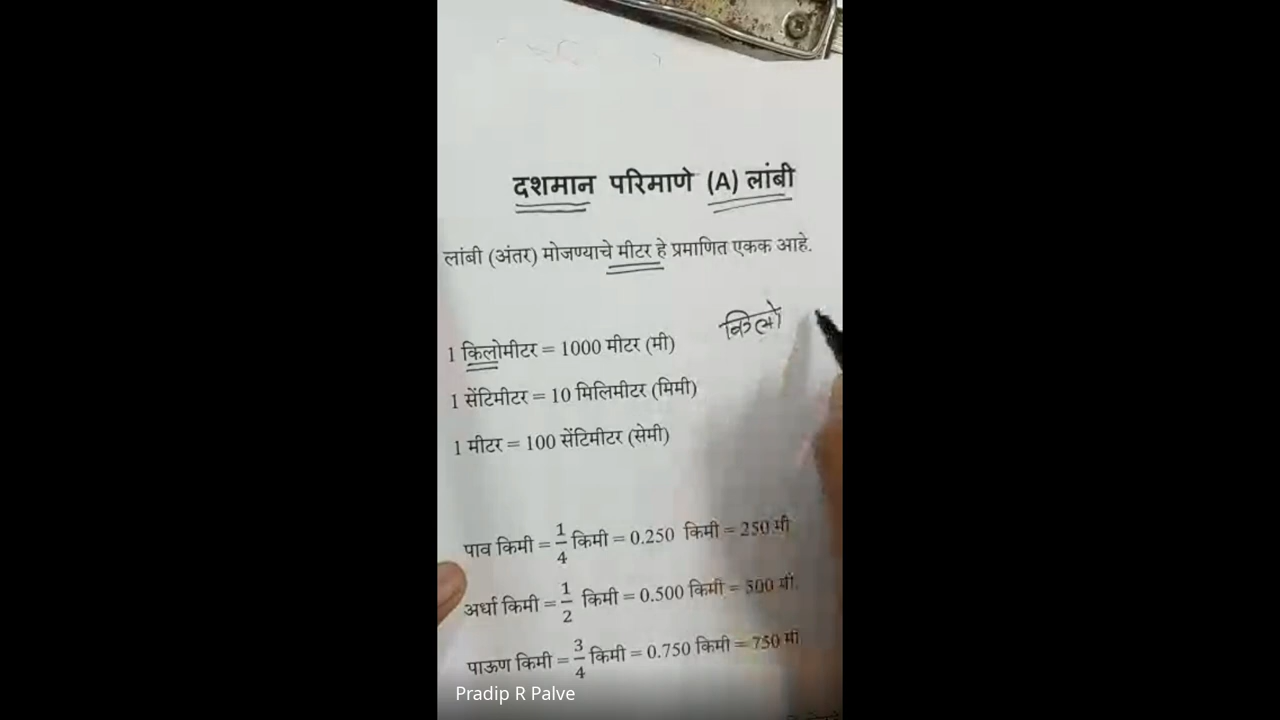 दशमान परिमाणे (A) लांबी
लांबी (अंतर) मोजण्याचे मीटर हे प्रमाणित एकक आहे.
किलो
1 किलोमीटर = 1000 मीटर (मी)
1 सेंटिमीटर = 10 मिलिमीटर (मिमी)
1 मीटर = 100 सेंटिमीटर (सेमी)
पाव किमी = 1/4 किमी = 0.250 किमी = 250 मी
अर्धा किमी = 1/2 किमी = 0.500 किमी = 500 मी.
पाऊण किमी = 3/4 किमी = 0.750 किमी = 750 मी
Pradip R Palve